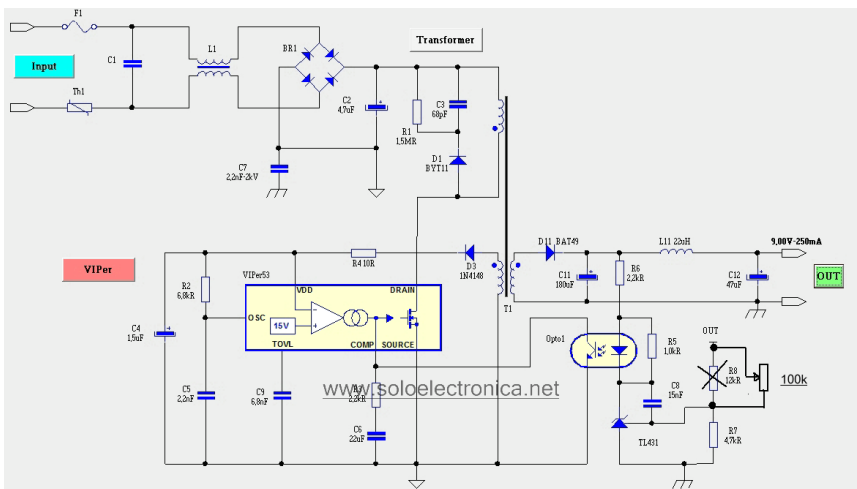 F1
Transformer
L1
BR1
C1
Input
C2
4,7uF
C3
68pF
R1
1,5MR
Th1
D1
BYT11
C7
2,2nF-2kV
D11 BAT49
L11 22uH
9,00V-250mA
VIPer
VIPer53
R4 10R
D3
1N4148
C11
180uF
R6
2,2kR
C12
47uF
OUT
R2
6,8kR
VDD
DRAIN
T1
OSC
15V
C4
1,5uF
TOVL
COMP
SOURCE
Opto1
R5
1,0kR
OUT
R8
12kR
100k
C5
2,2nF
C9
6,8nF
www.soloelectronica.net
2,2kR
C8
15nF
C6
22uF
TL431
R7
4,7kR